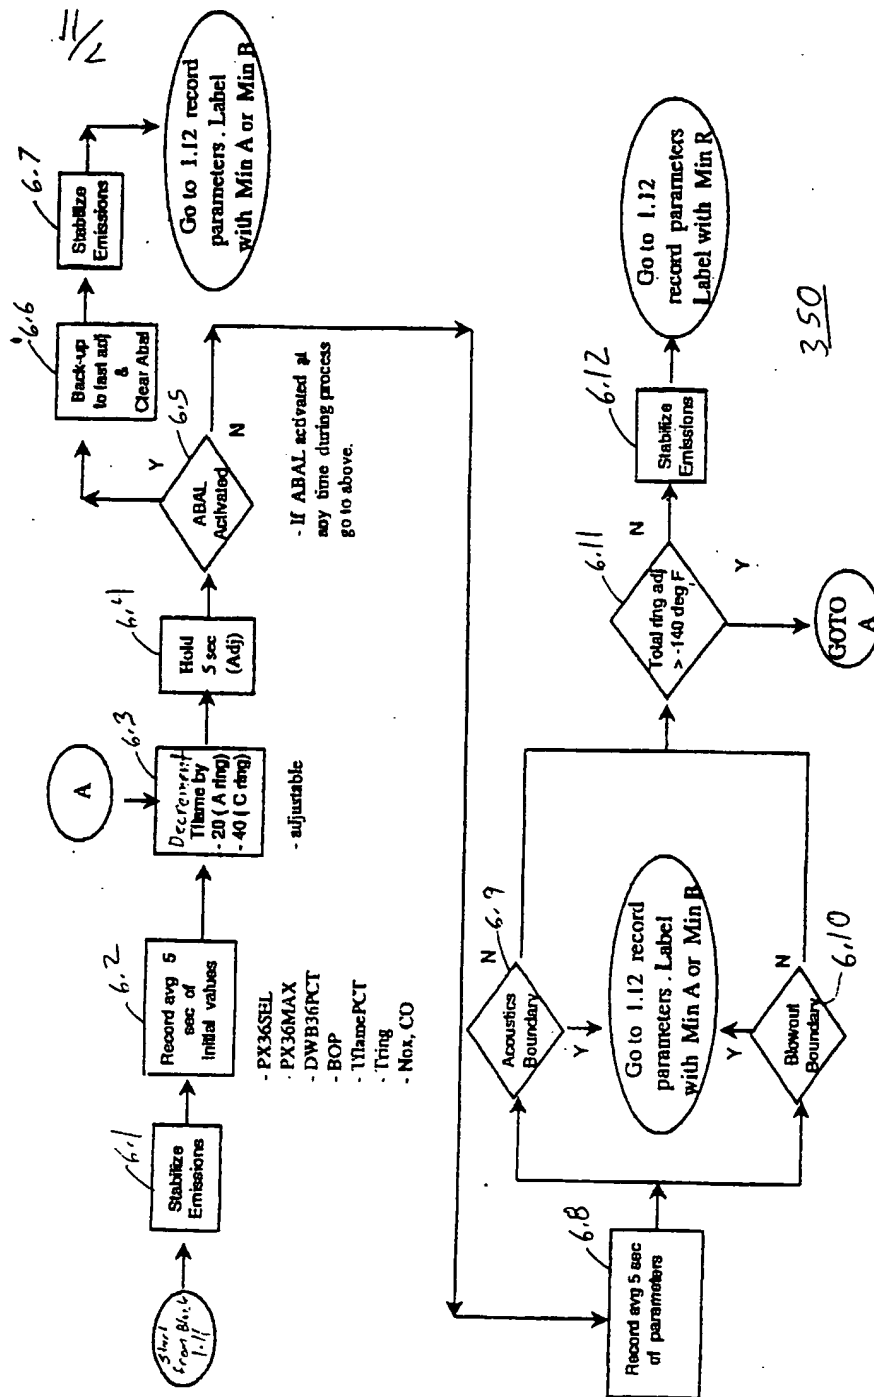 7/11
Start
from Block
1.11
6.1
Stabilize
Emissions
6.2
Record avg 5
sec of
Initial values
- PX36SEL
- PX36MAX
- DWB36PCT
- BOP
- TflamePCT
- Tring
- Nox, CO
A
6.3
Decrement
Tflame by
- 20 ( A ring)
- 40 ( C ring)
- adjustable
6.4
Hold
5 sec
(Adj)
6.5
ABAL
Activated
Y
N
- If ABAL activated at
any time during process
go to above.
6.6
Back-up
to last adj
&
Clear Abal
6.7
Stabilize
Emissions
Go to 1.12 record
parameters . Label
with Min A or Min B
6.8
Record avg 5 sec
of parameters
6.9
Acoustics
Boundary
N
Y
Go to 1.12 record
parameters . Label
with Min A or Min B
Y
Blowout
Boundary
N
6.10
6.11
Total ring adj
> -140 deg F
N
Y
GOTO
A
6.12
Stabilize
Emissions
Go to 1.12
record parameters
Label with Min R
350